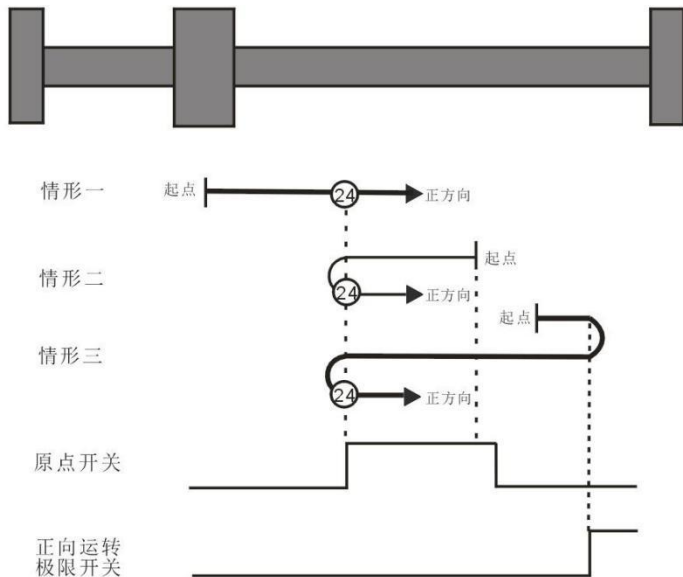 情形一 起点 24 正方向
起点
情形二 24 正方向
起点
情形三
24 正方向
原点开关
正向运转
极限开关